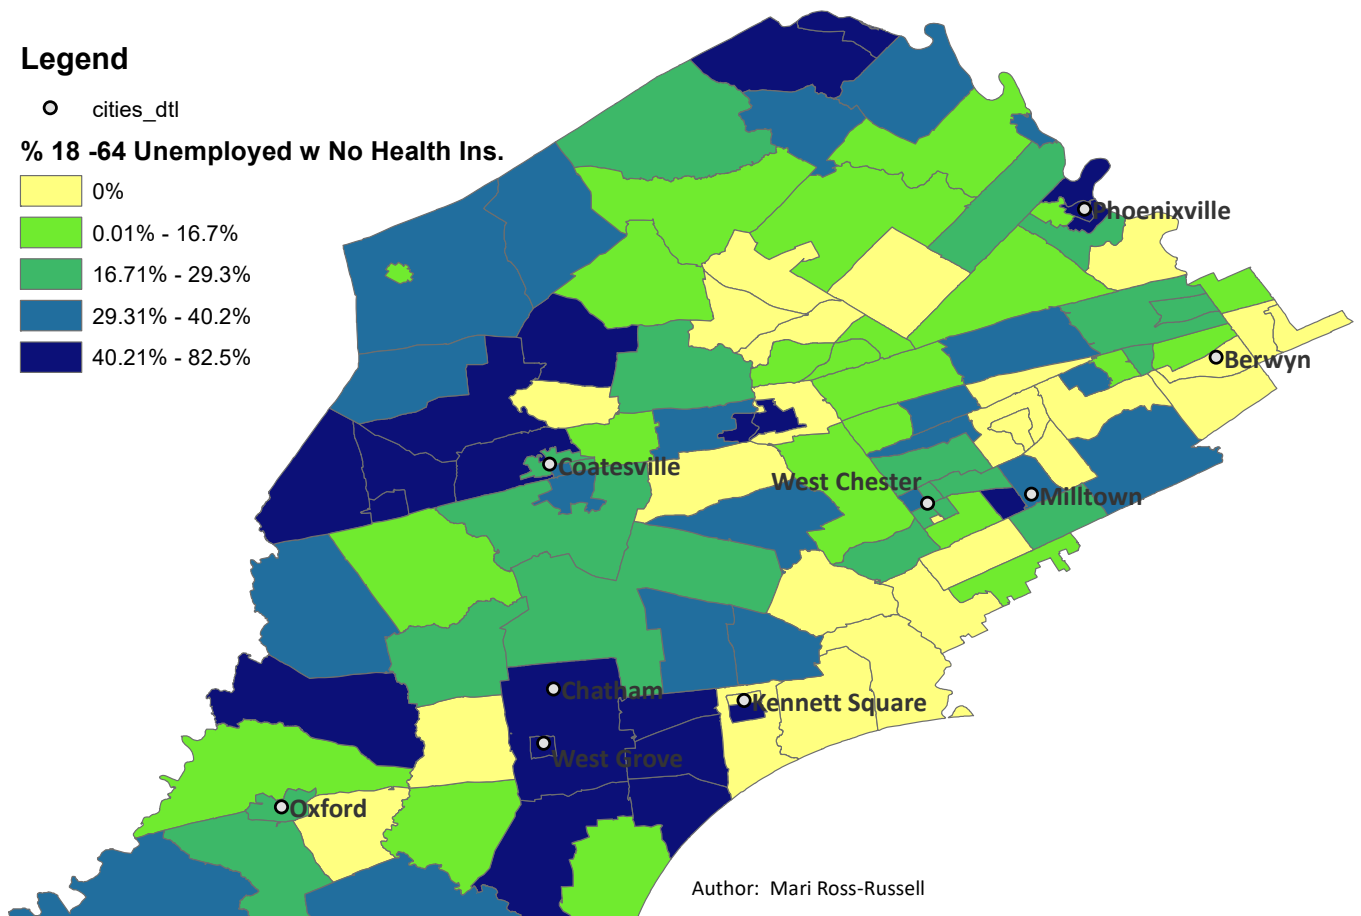 Legend
cities_dtl
% 18 -64 Unemployed w No Health Ins.
0%
0.01% - 16.7%
16.71% - 29.3%
29.31% - 40.2%
40.21% - 82.5%
Phoenixville
Berwyn
Coatesville
West Chester
Milltown
Chatham
Kennett Square
West Grove
Oxford
Author:  Mari Ross-Russell